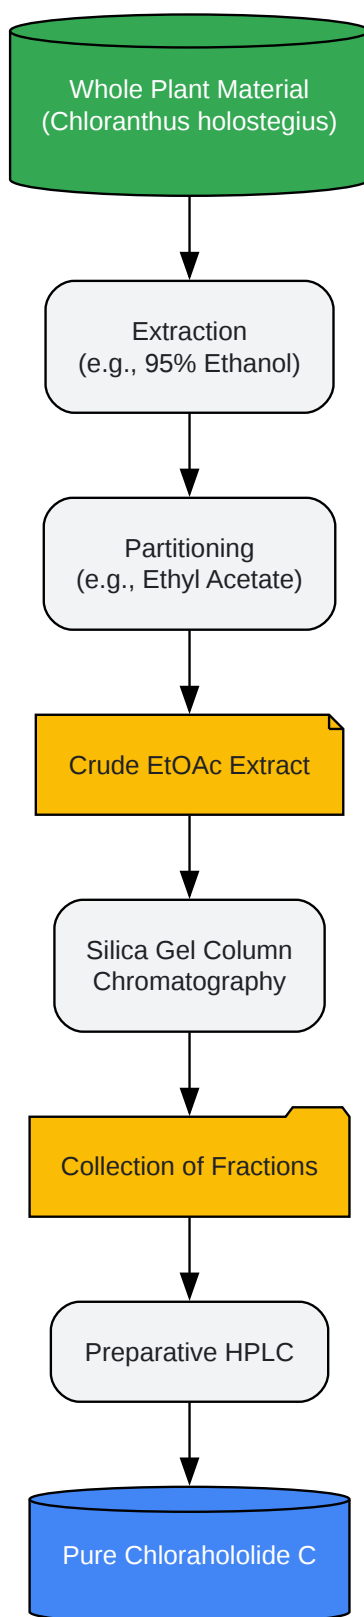 Whole Plant Material
(Chloranthus holostegius)
Extraction
(e.g., 95% Ethanol)
Partitioning
(e.g., Ethyl Acetate)
Crude EtOAc Extract
Silica Gel Column
Chromatography
Collection of Fractions
Preparative HPLC
Pure Chlorahololide C